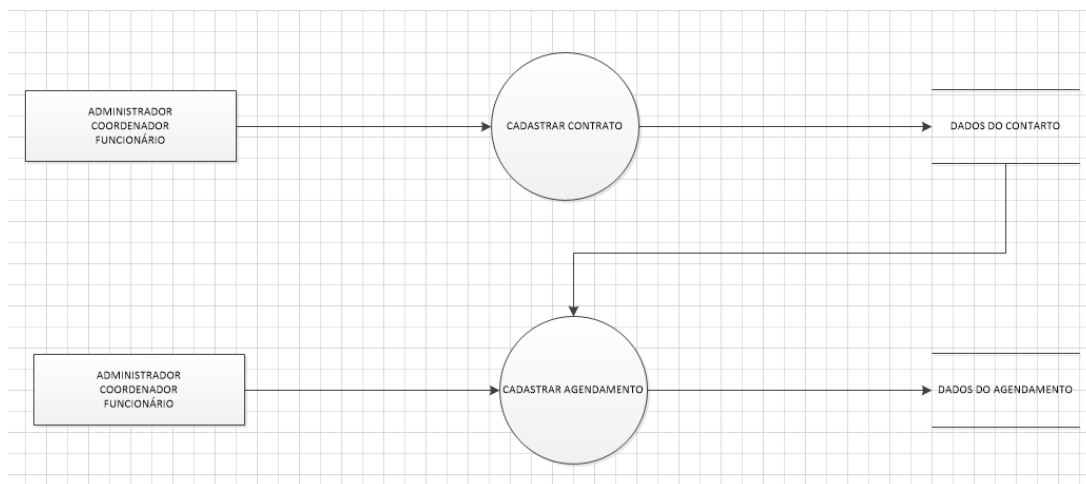 ADMINISTRADOR
COORDENADOR
FUNCIONÁRIO
CADASTRAR CONTRATO
DADOS DO CONTARTO
ADMINISTRADOR
COORDENADOR
FUNCIONÁRIO
CADASTRAR AGENDAMENTO
DADOS DO AGENDAMENTO